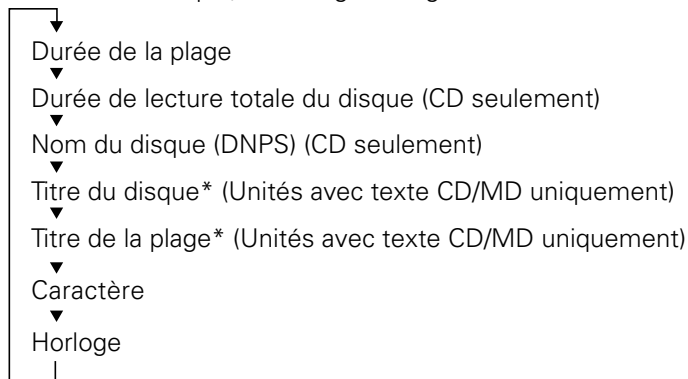 Durée de la plage
Durée de lecture totale du disque (CD seulement)
Nom du disque (DNPS) (CD seulement)
Titre du disque* (Unités avec texte CD/MD uniquement)
Titre de la plage* (Unités avec texte CD/MD uniquement)
Caractère
Horloge